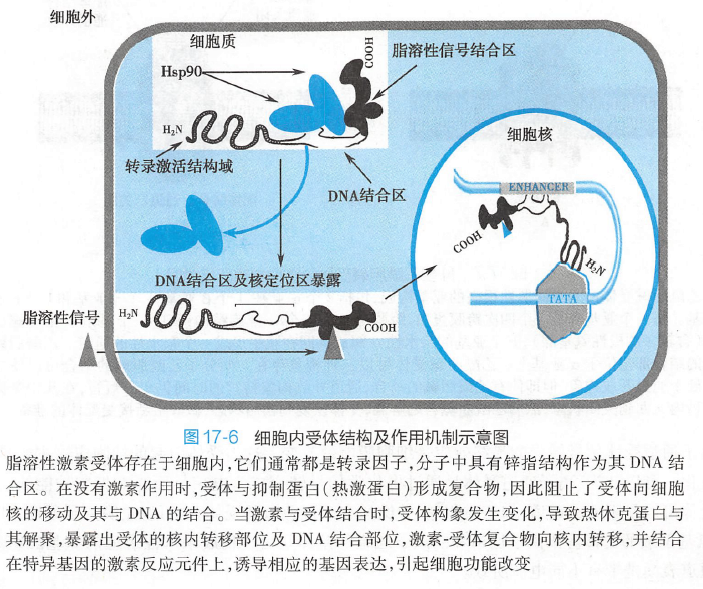 细胞外
细胞质
COOH
脂溶性信号结合区
Hsp90
H₂N
转录激活结构域
DNA结合区
细胞核
ENHANCER
COOH
H₂N
TATA
DNA结合区及核定位区暴露
脂溶性信号
H₂N
COOH
图17-6 细胞内受体结构及作用机制示意图
脂溶性激素受体存在于细胞内，它们通常都是转录因子，分子中具有锌指结构作为其 DNA 结
合区。在没有激素作用时，受体与抑制蛋白(热激蛋白)形成复合物，因此阻止了受体向细胞
核的移动及其与 DNA 的结合。当激素与受体结合时，受体构象发生变化，导致热休克蛋白与
其解聚，暴露出受体的核内转移部位及 DNA 结合部位，激素-受体复合物向核内转移，并结合
在特异基因的激素反应元件上，诱导相应的基因表达，引起细胞功能改变